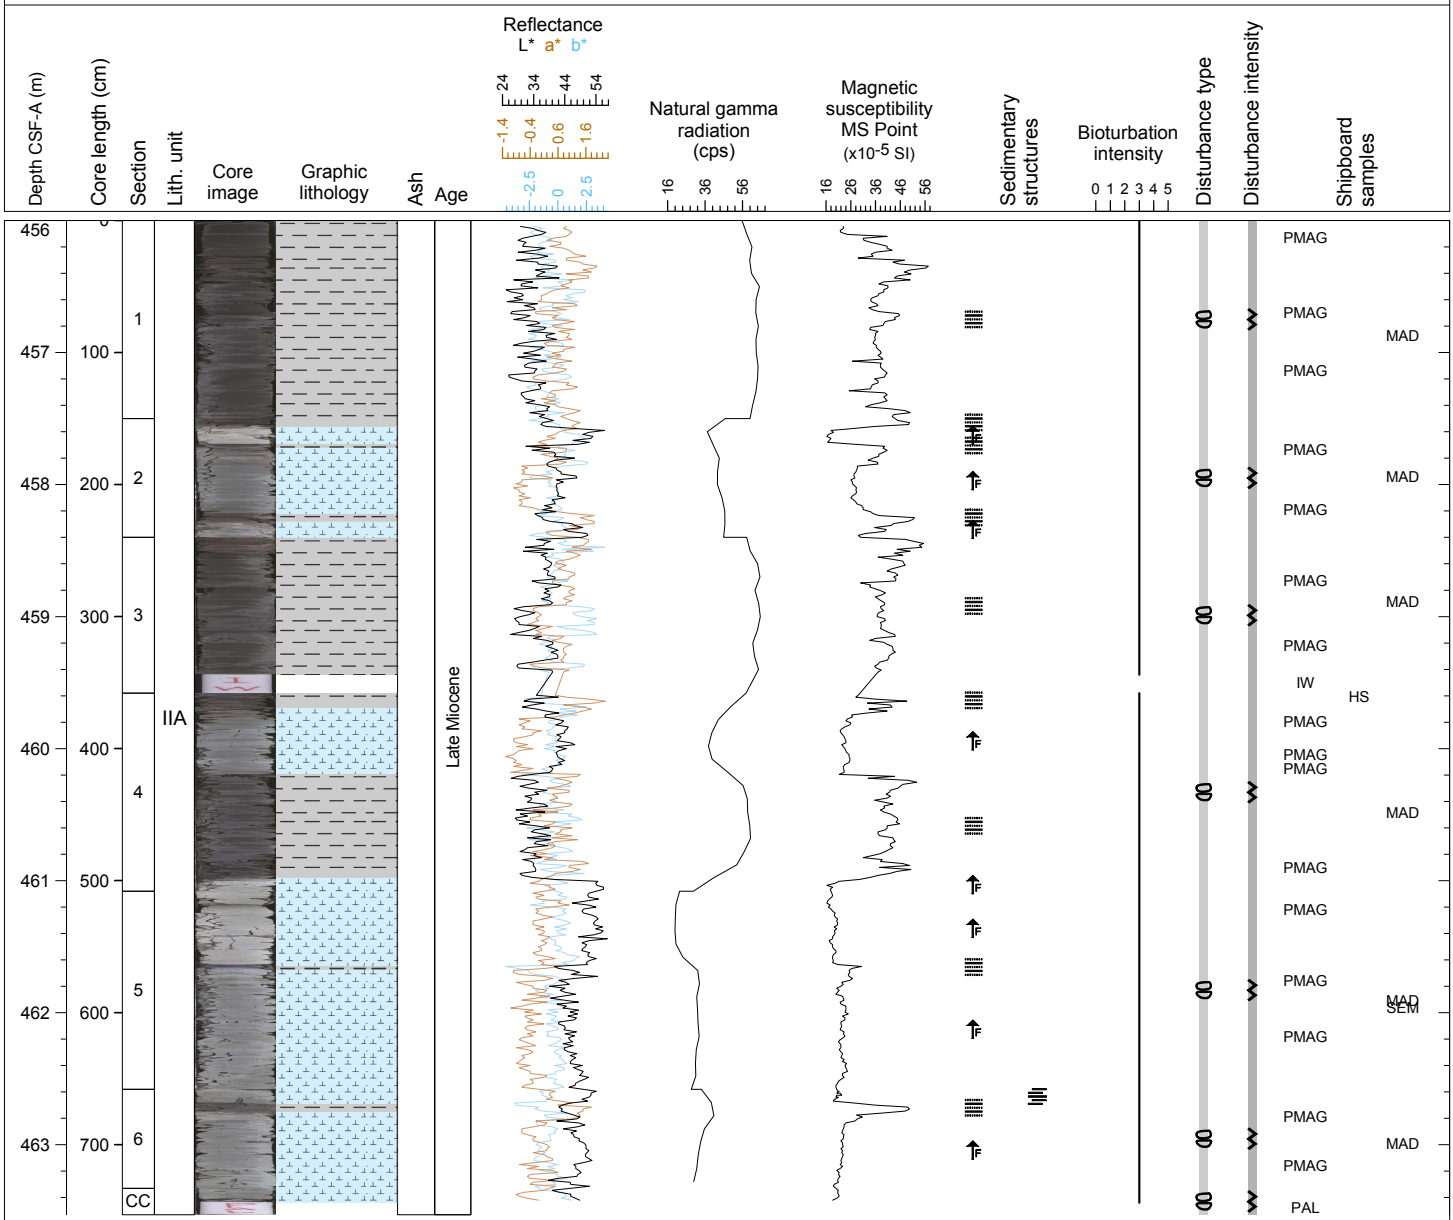 Reflectance
L* a* b*
24 34 44 54
-1.4 -0.4 0.6 1.6
-2.5 0 2.5
Depth CSF-A (m)
Core length (cm)
Section
Lith. unit
Core image
Graphic lithology
Ash
Age
Natural gamma radiation (cps)
16 36 56
Magnetic susceptibility MS Point (x10-5 SI)
16 26 36 46 56
Sedimentary structures
Bioturbation intensity
0 1 2 3 4 5
Disturbance type
Disturbance intensity
Shipboard samples
456
457
458
459
460
461
462
463
0
100
200
300
400
500
600
700
1
2
3
4
5
6
CC
IIA
Late Miocene
F
F
F
F
F
F
F
F
PMAG
PMAG
MAD
PMAG
PMAG
MAD
PMAG
PMAG
MAD
PMAG
IW
HS
PMAG
PMAG
PMAG
MAD
PMAG
PMAG
PMAG
MAD
SEM
PMAG
PMAG
MAD
PMAG
PAL